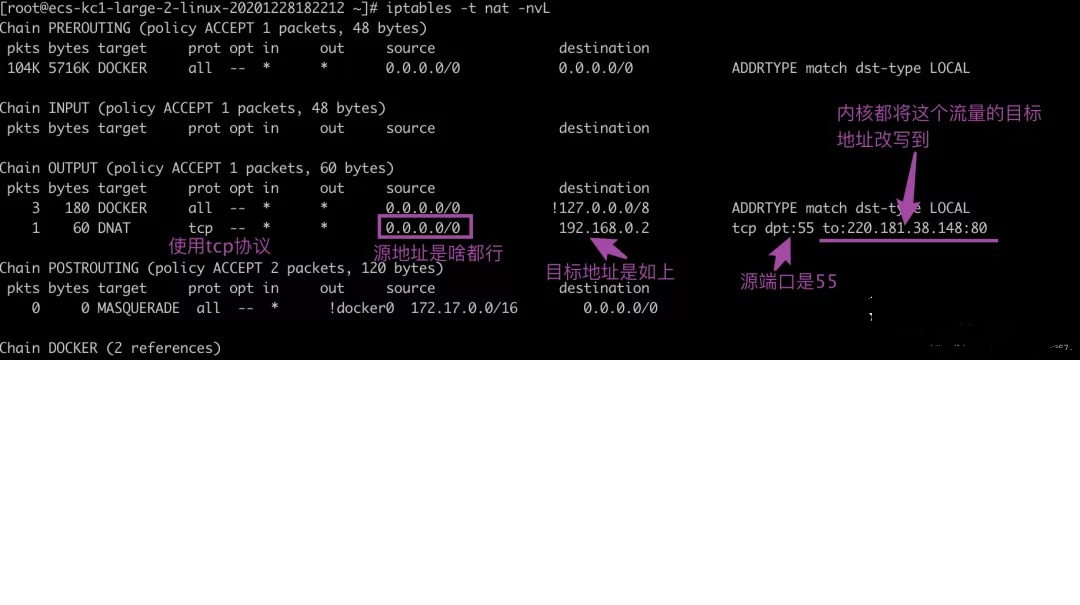 [root@ecs-kc1-large-2-linux-20201228182212 ~]# iptables -t nat -nvL
Chain PREROUTING (policy ACCEPT 1 packets, 48 bytes)
pkts bytes target prot opt in out source destination
104K 5716K DOCKER all -- * * 0.0.0.0/0 0.0.0.0/0 ADDRTYPE match dst-type LOCAL
Chain INPUT (policy ACCEPT 1 packets, 48 bytes)
内核都将这个流量的目标
pkts bytes target prot opt in out source destination
地址改写到
Chain OUTPUT (policy ACCEPT 1 packets, 60 bytes)
pkts bytes target prot opt in out source destination
3 180 DOCKER all -- * * 0.0.0.0/0 !127.0.0.0/8 ADDRTYPE match dst-type LOCAL
1 60 DNAT tcp -- * * 0.0.0.0/0 192.168.0.2 tcp dpt:55 to:220.181.38.148:80
使用tcp协议
源地址是啥都行
Chain POSTROUTING (policy ACCEPT 2 packets, 120 bytes)
目标地址是如上
源端口是55
pkts bytes target prot opt in out source destination
0 0 MASQUERADE all -- * !docker0 172.17.0.0/16 0.0.0.0/0
Chain DOCKER (2 references)